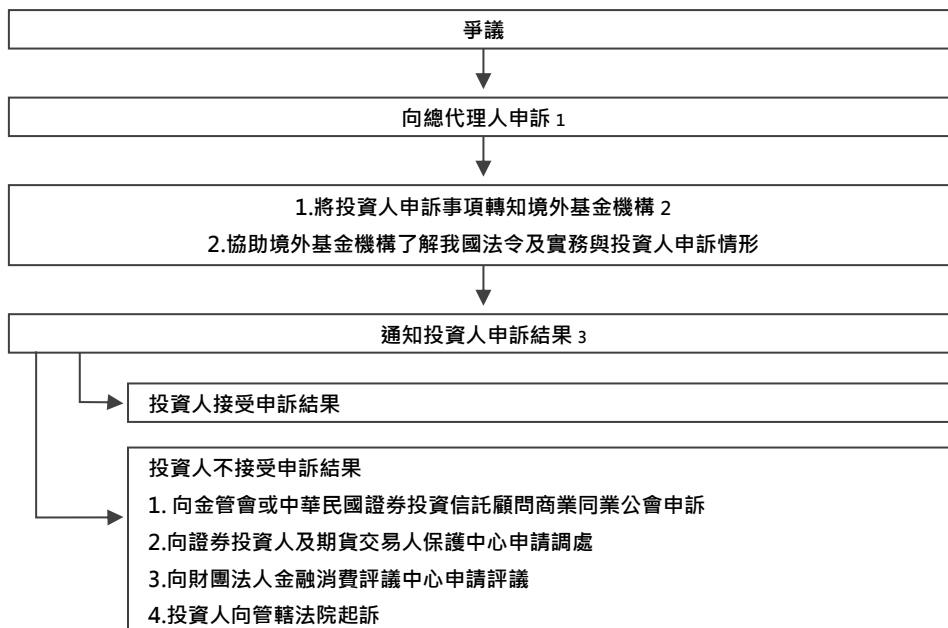 爭議
向總代理人申訴 1
1.將投資人申訴事項轉知境外基金機構 2
2.協助境外基金機構了解我國法令及實務與投資人申訴情形
通知投資人申訴結果 3
投資人接受申訴結果
投資人不接受申訴結果
1. 向金管會或中華民國證券投資信託顧問商業同業公會申訴
2.向證券投資人及期貨交易人保護中心申請調處
3.向財團法人金融消費評議中心申請評議
4.投資人向管轄法院起訴